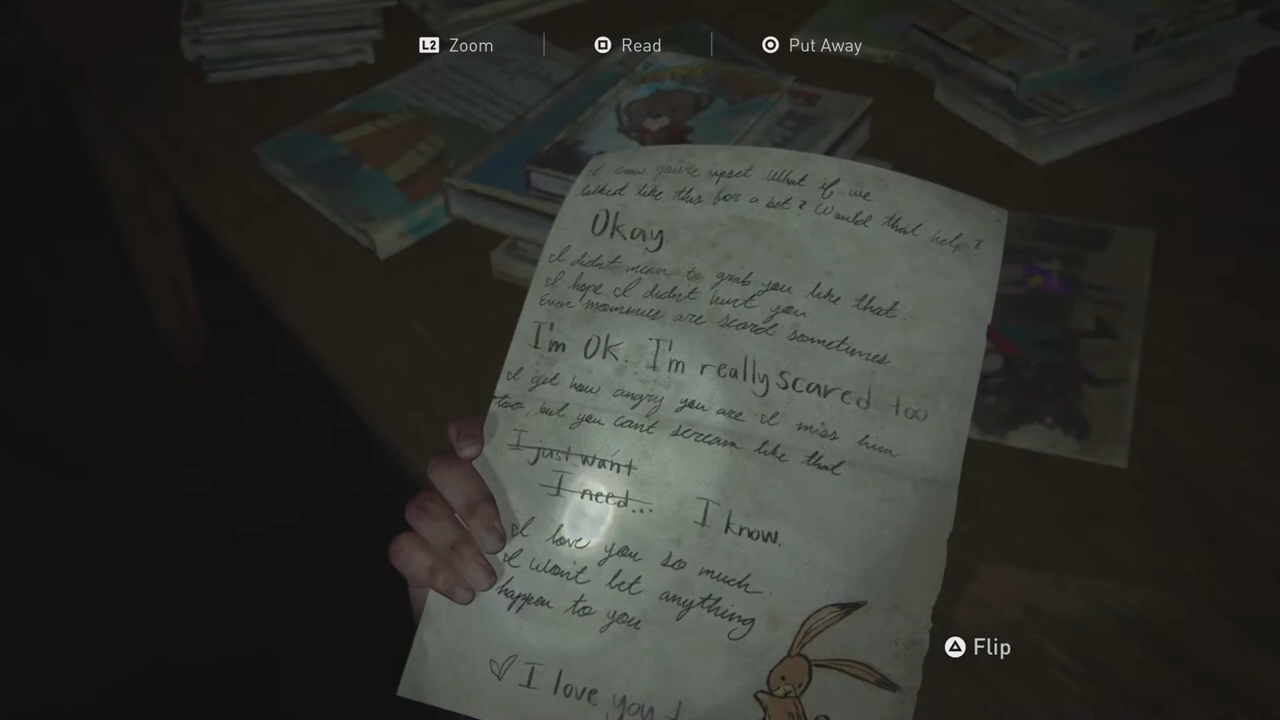 L2 Zoom
Read
Put Away
I know you're upset What if we
talked like this for a bit? Would that help?
Okay
I didn't mean to grab you like that.
I hope I didn't hurt you.
Even mommies are scared sometimes
I'm OK. I'm really scared too
I get how angry you are I miss him
too, but you cant scream like that
I just want
I need...
I know.
I love you so much.
I won't let anything
happen to you
I love you t
Flip